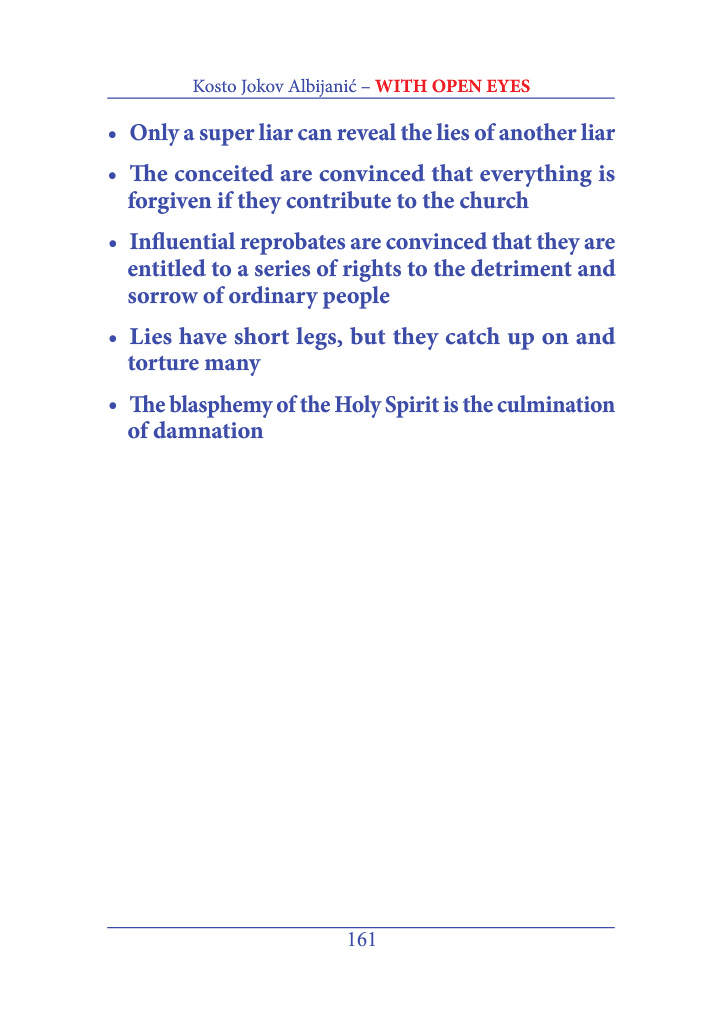 Kosto Jokov Albijanić – WITH OPEN EYES
• Only a super liar can reveal the lies of another liar
• The conceited are convinced that everything is
forgiven if they contribute to the church
• Influential reprobates are convinced that they are
entitled to a series of rights to the detriment and
sorrow of ordinary people
• Lies have short legs, but they catch up on and
torture many
• The blasphemy of the Holy Spirit is the culmination
of damnation
161